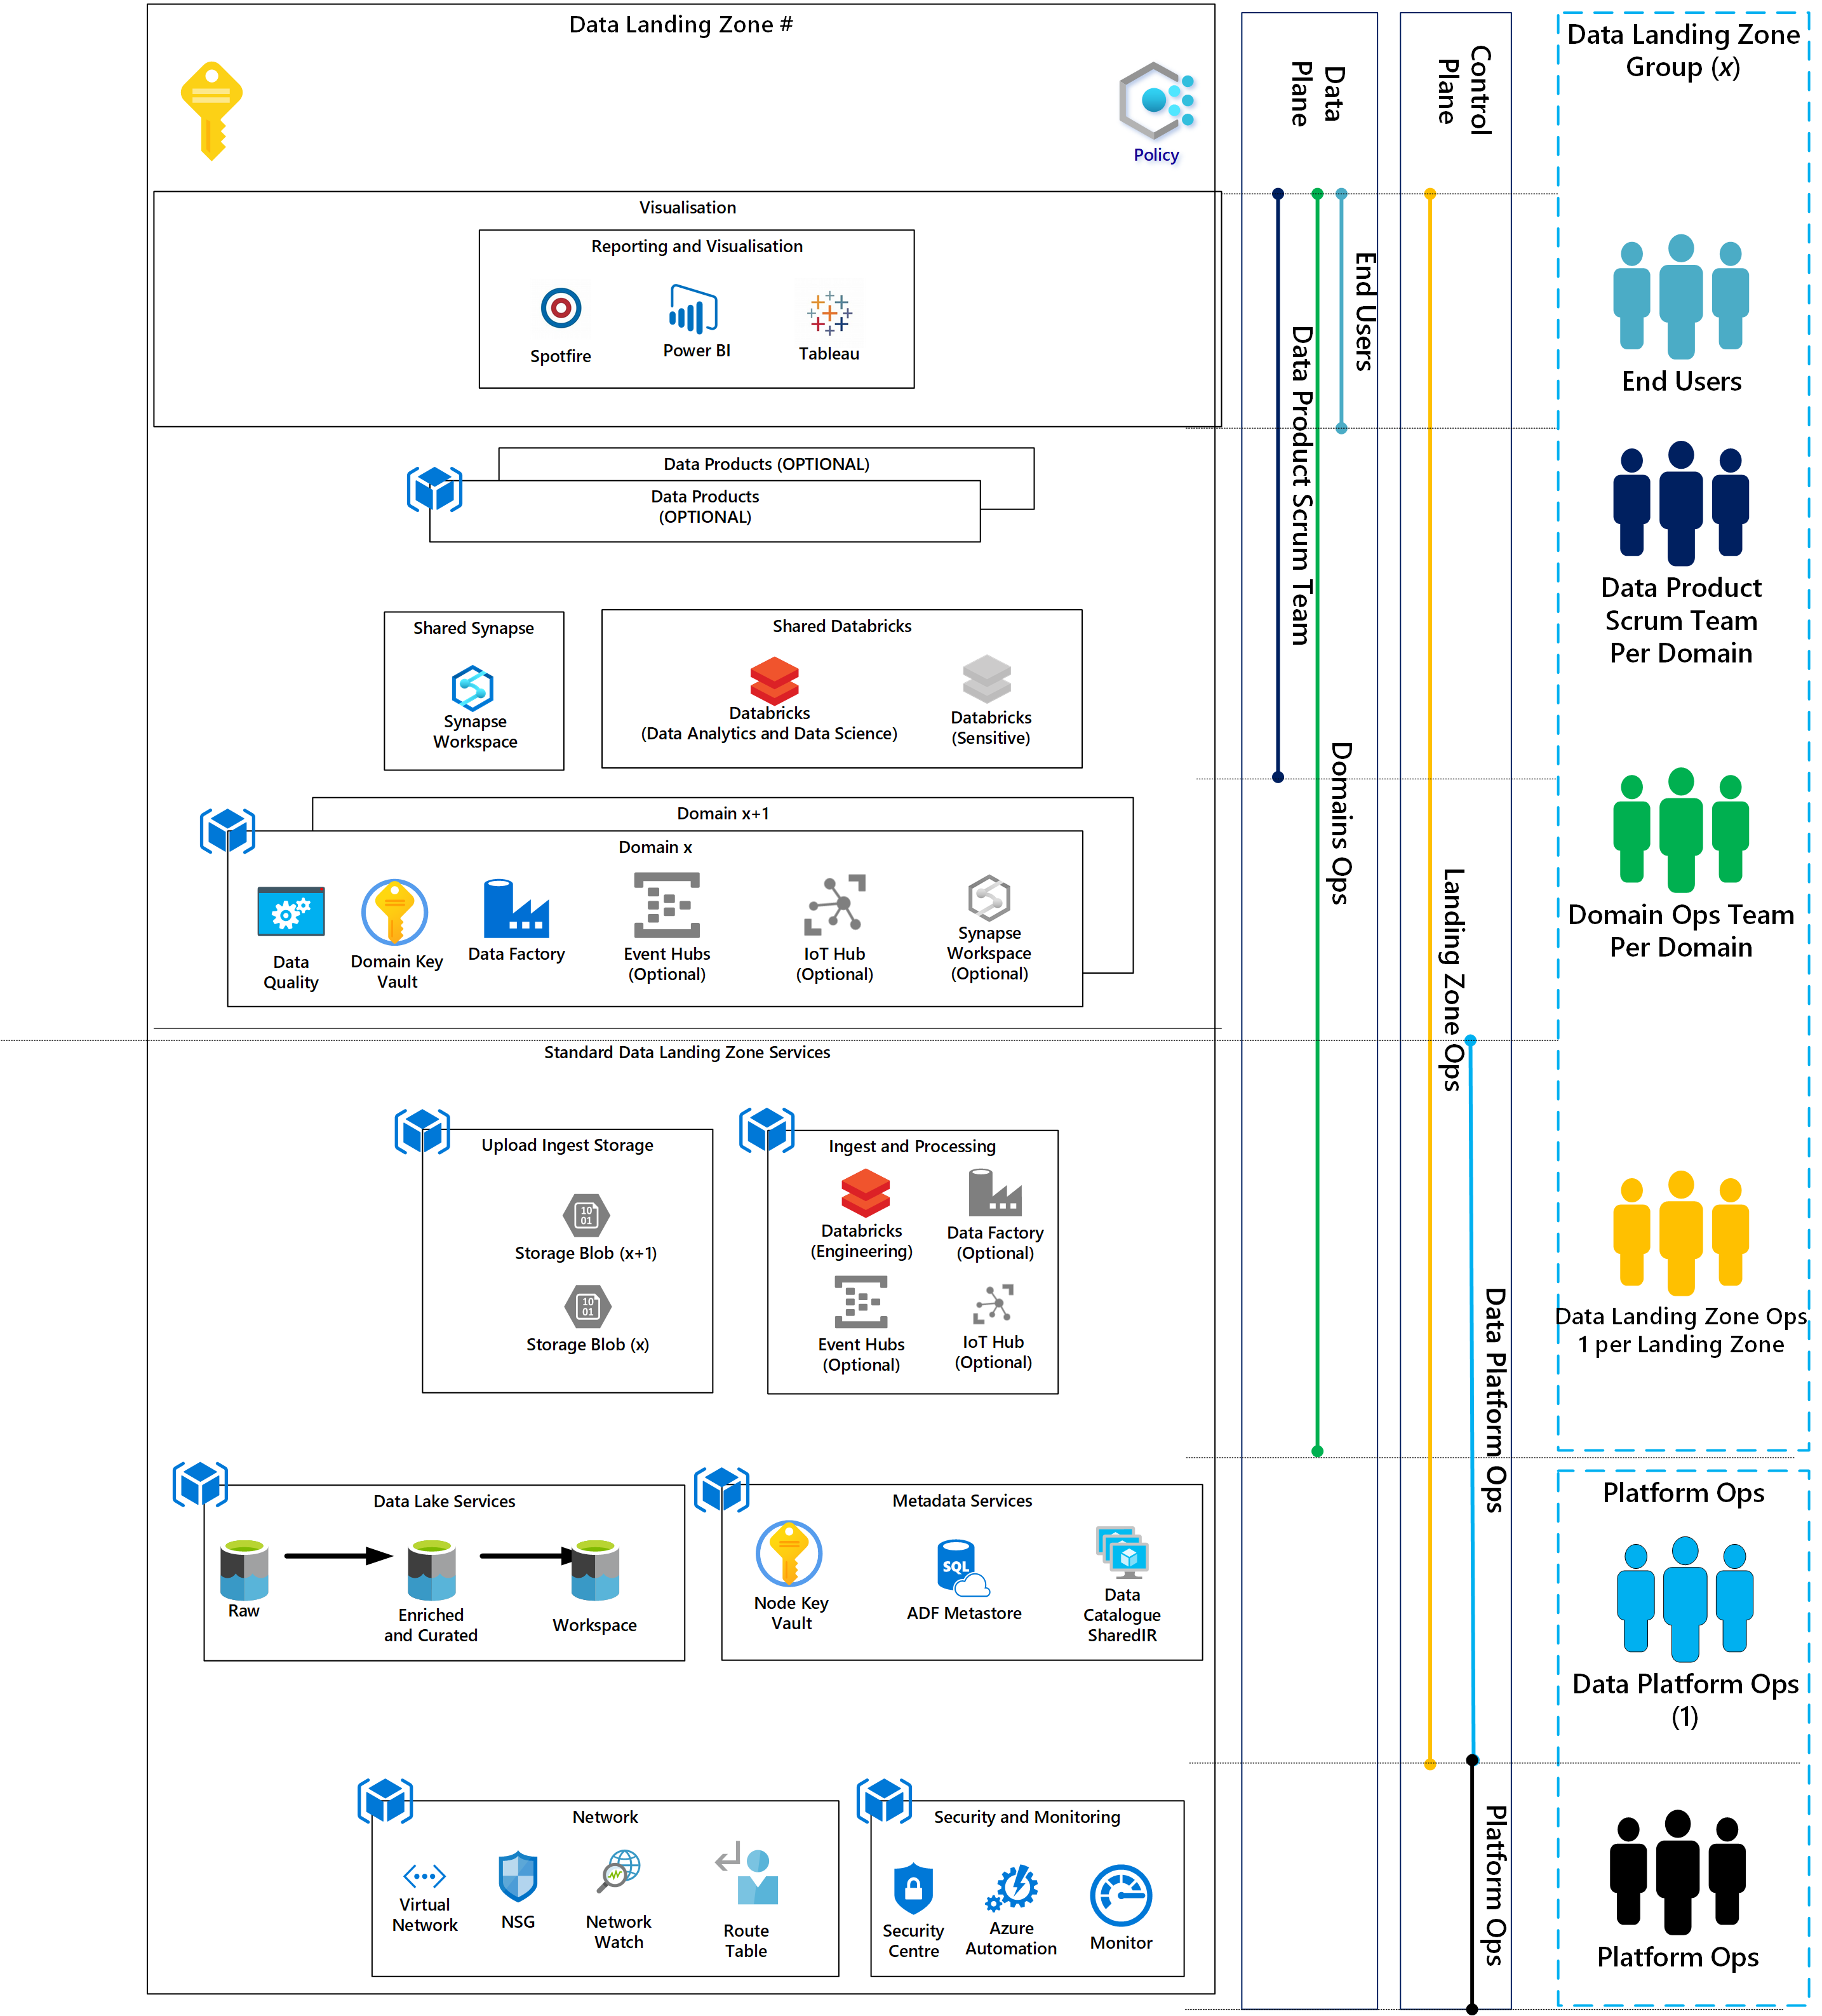 Data Landing Zone #
Policy
Visualisation
Reporting and Visualisation
Spotfire
Power BI
Tableau
Data Products (OPTIONAL)
Data Products
(OPTIONAL)
Shared Synapse
Synapse
Workspace
Shared Databricks
Databricks
(Data Analytics and Data Science)
Databricks
(Sensitive)
Domain x+1
Domain x
Data
Quality
Domain Key
Vault
Data Factory
Event Hubs
(Optional)
IoT Hub
(Optional)
Synapse
Workspace
(Optional)
Standard Data Landing Zone Services
Upload Ingest Storage
10
01
Storage Blob (x+1)
10
01
Storage Blob (x)
Ingest and Processing
Databricks
(Engineering)
Data Factory
(Optional)
Event Hubs
(Optional)
IoT Hub
(Optional)
Data Lake Services
Raw
Enriched
and Curated
Workspace
Metadata Services
Node Key
Vault
SQL
ADF Metastore
Data
Catalogue
SharedIR
Network
Virtual
Network
NSG
Network
Watch
Route
Table
Security and Monitoring
Security
Centre
Azure
Automation
Monitor
Data
Plane
End Users
Data Product Scrum Team
Domains Ops
Control
Plane
Landing Zone Ops
Data Platform Ops
Platform Ops
Data Landing Zone
Group (x)
End Users
Data Product
Scrum Team
Per Domain
Domain Ops Team
Per Domain
Data Landing Zone Ops
1 per Landing Zone
Platform Ops
Data Platform Ops
(1)
Platform Ops